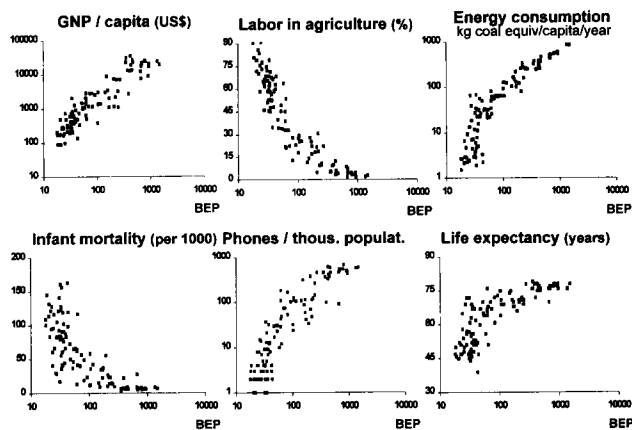 GNP / capita (US$)
100000
10000
1000
100
10
10 100 1000 10000
BEP
Labor in agriculture (%)
90
75
60
45
30
15
0
10 100 1000 10000
BEP
Energy consumption
kg coal equiv/capita/year
1000
100
10
1
10 100 1000 10000
BEP
Infant mortality (per 1000)
200
150
100
50
0
10 100 1000 10000
BEP
Phones / thous. populat.
1000
100
10
1
10 100 1000 10000
BEP
Life expectancy (years)
90
75
60
45
30
10 100 1000 10000
BEP